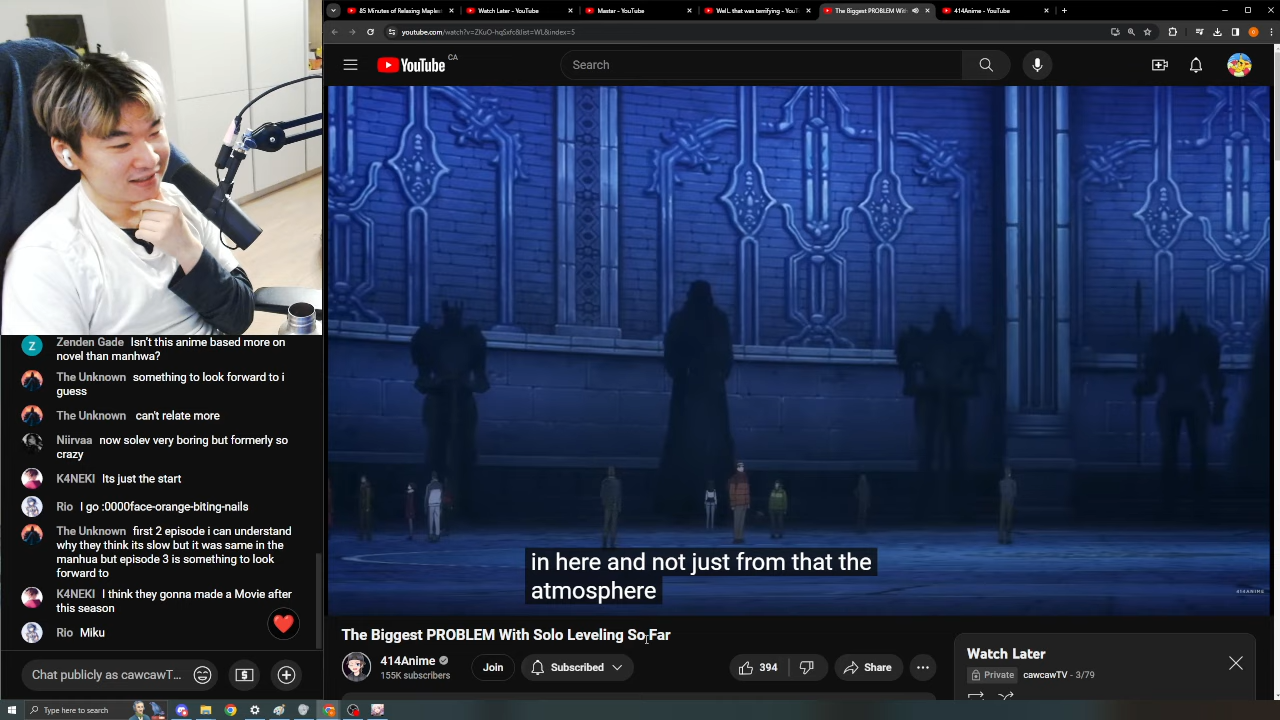 85 Minutes of Relaxing Maplew
Watch Later - YouTube
Master - YouTube
Well, that was terrifying - YouT
The Biggest PROBLEM With
414Anime - YouTube
youtube.com/watch?v=ZKuO-hqSxfc&list=WL&index=5
YouTube CA
Search
Zenden Gade Isn't this anime based more on
novel than manhwa?
The Unknown something to look forward to i
guess
The Unknown can't relate more
Niirvaa now solev very boring but formerly so
crazy
K4NEKI Its just the start
Rio I go :0000face-orange-biting-nails
The Unknown first 2 episode i can understand
why they think its slow but it was same in the
manhua but episode 3 is something to look
forward to
K4NEKI I think they gonna made a Movie after
this season
Rio Miku
Chat publicly as cawcawT...
in here and not just from that the
atmosphere
414ANIME
The Biggest PROBLEM With Solo Leveling So Far
414Anime
155K subscribers
Join
Subscribed
394
Share
Watch Later
Private cawcawTV - 3/79
Type here to search